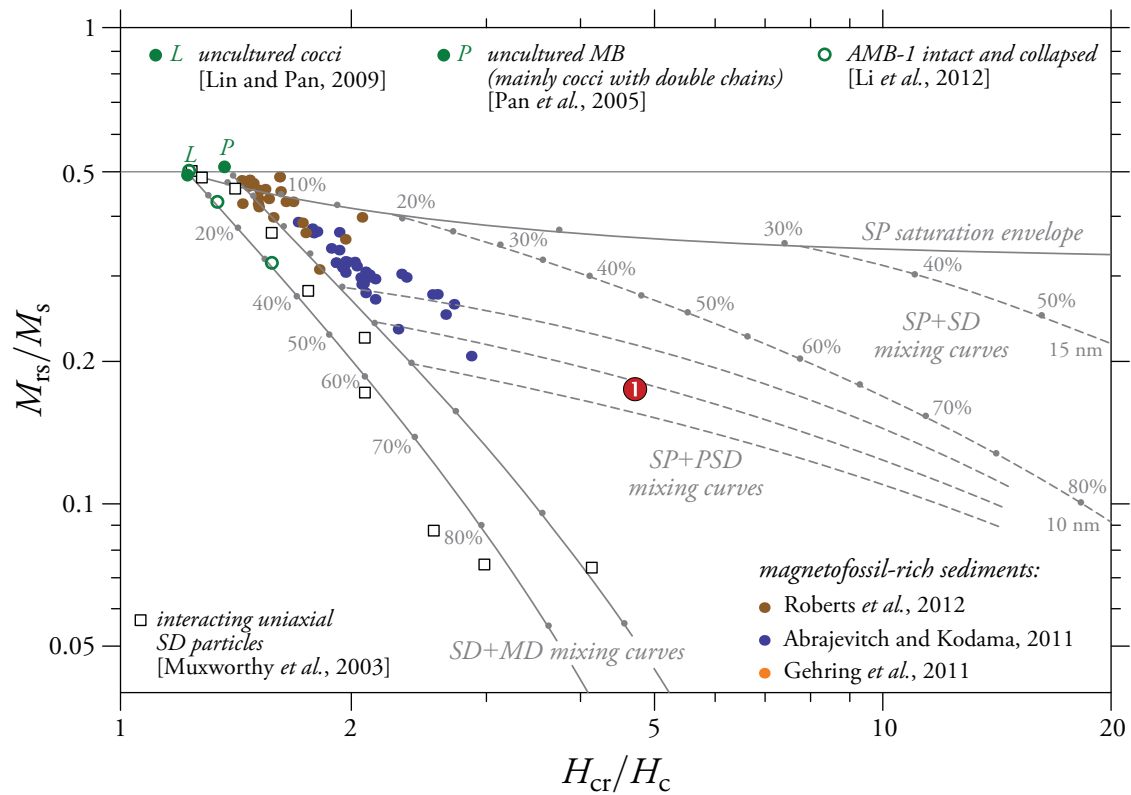 1
0.5
0.2
0.1
0.05
Mrs/Ms
1
2
5
10
20
Hcr/Hc
L uncultured cocci
[Lin and Pan, 2009]
P uncultured MB
(mainly cocci with double chains)
[Pan et al., 2005]
AMB-1 intact and collapsed
[Li et al., 2012]
L
P
10%
20%
30%
SP saturation envelope
20%
30%
40%
40%
50%
50%
15 nm
SP+SD
mixing curves
40%
50%
60%
60%
70%
70%
1
SP+PSD
mixing curves
80%
80%
10 nm
interacting uniaxial
SD particles
[Muxworthy et al., 2003]
SD+MD mixing curves
magnetofossil-rich sediments:
Roberts et al., 2012
Abrajevitch and Kodama, 2011
Gehring et al., 2011